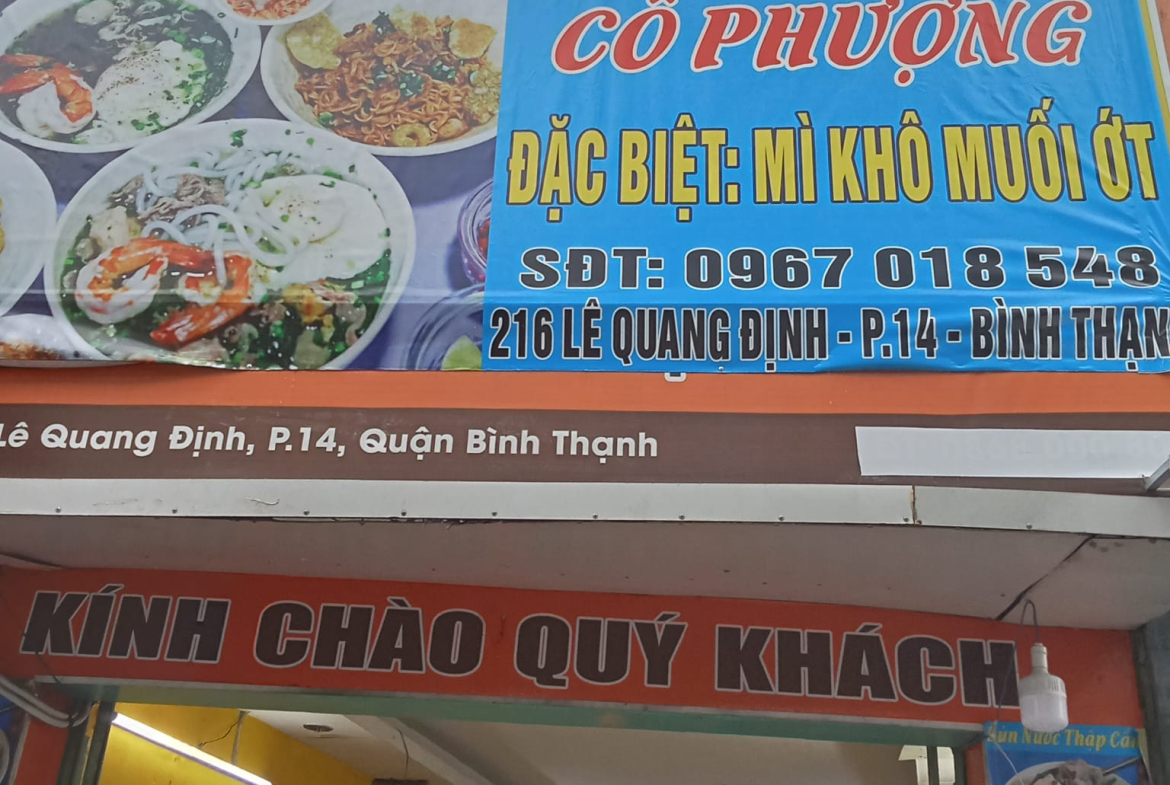 CÔ PHƯỢNG
ĐẶC BIỆT: MÌ KHÔ MUỐI ỚT
SĐT: 0967 018 548
216 LÊ QUANG ĐỊNH - P.14 - BÌNH THẠN
Lê Quang Định, P.14, Quận Bình Thạnh
KÍNH CHÀO QUÝ KHÁCH
Bún Nước Thập Cẩm